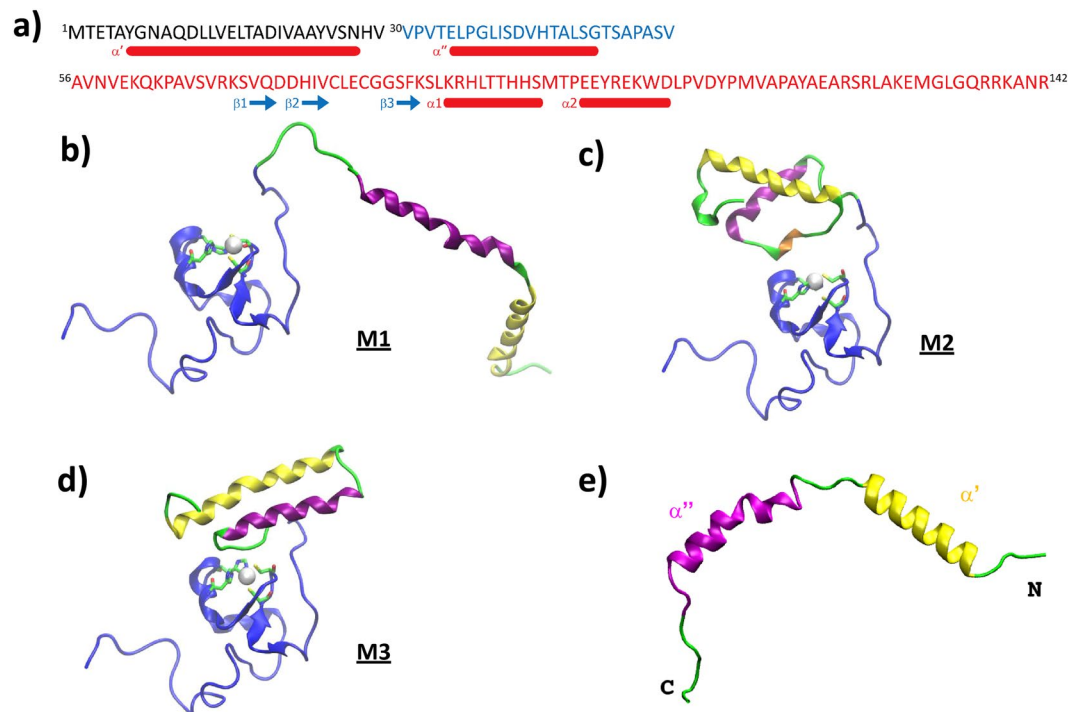 a) ¹MTETAYGNAQDLLVELTADIVAAYVSNHV ³⁰VPVTELPGLISDVHTALSGTSAPASV
α' α''
⁵⁶AVNVEKQKPAVSVRKSVQDDHIVCLECGGSFKSLKRHLTTHHSMTPEEYREKWDLPVDYPMVAPAYAEARSRLAKEMGLGQRRKANR¹⁴²
β1 β2 β3 α1 α2
b) c)
M1 M2
d) e)
α'' α'
N
M3
C